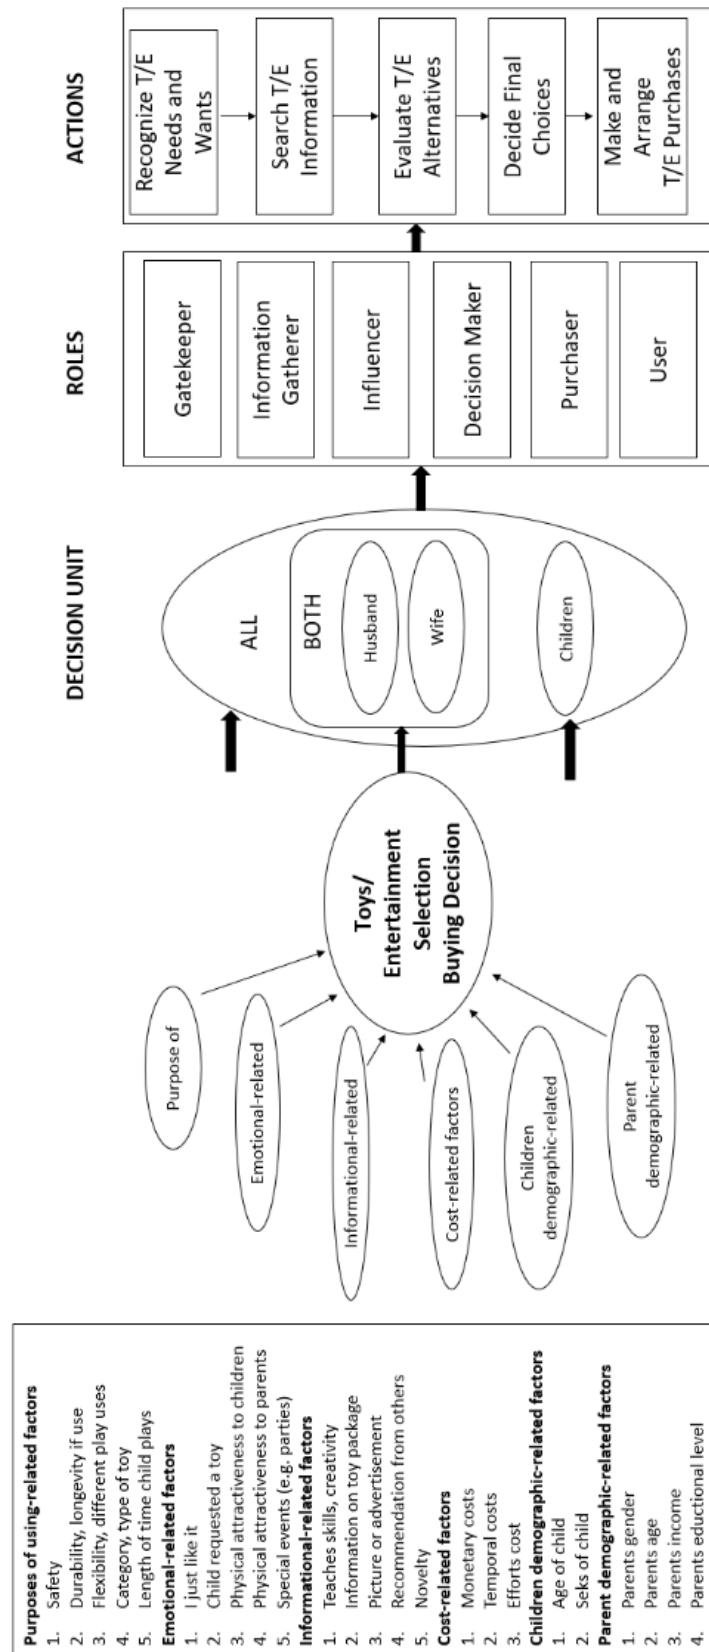 Purposes of using-related factors
1. Safety
2. Durability, longevity if use
3. Flexibility, different play uses
4. Category, type of toy
5. Length of time child plays
Emotional-related factors
1. I just like it
2. Child requested a toy
3. Physical attractiveness to children
4. Physical attractiveness to parents
5. Special events (e.g. parties)
Informational-related factors
1. Teaches skills, creativity
2. Information on toy package
3. Picture or advertisement
4. Recommendation from others
5. Novelty
Cost-related factors
1. Monetary costs
2. Temporal costs
3. Efforts cost
Children demographic-related factors
1. Age of child
2. Seks of child
Parent demographic-related factors
1. Parents gender
2. Parents age
3. Parents income
4. Parents educational level
Purpose of
Emotional-related
Informational-related
Cost-related factors
Children
demographic-related
Parent
demographic-related
Toys/
Entertainment
Selection
Buying Decision
DECISION UNIT
ALL
BOTH
Husband
Wife
Children
ROLES
Gatekeeper
Information
Gatherer
Influencer
Decision Maker
Purchaser
User
ACTIONS
Recognize T/E
Needs and
Wants
Search T/E
Information
Evaluate T/E
Alternatives
Decide Final
Choices
Make and
Arrange
T/E Purchases